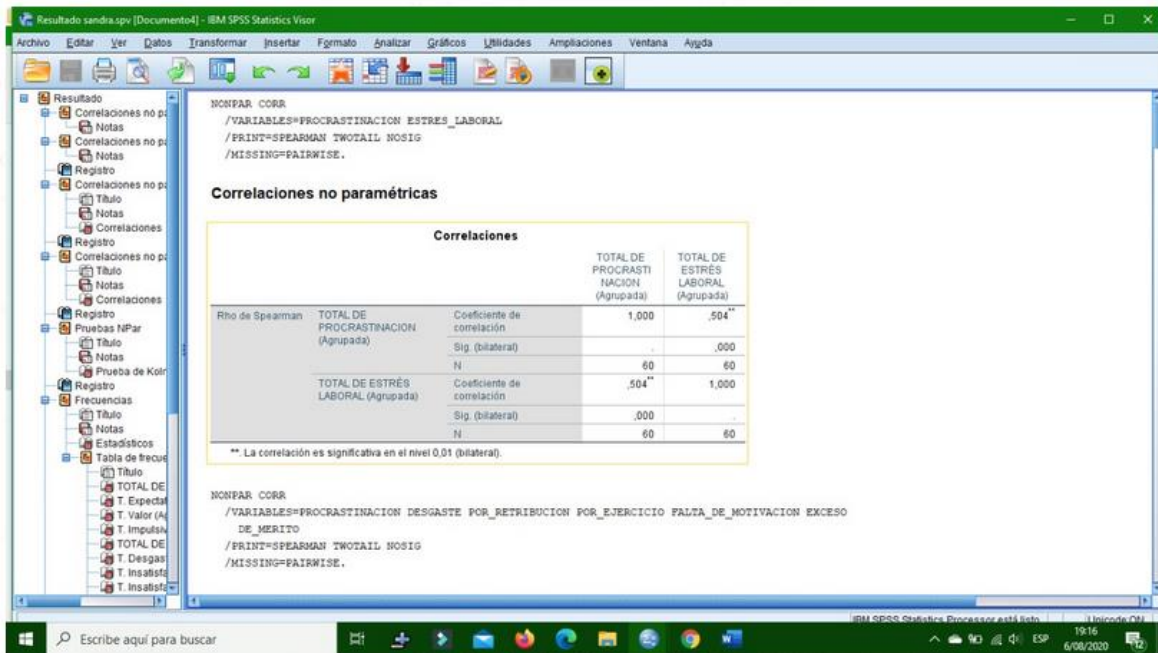 Resultado sandra.spv [Documento4] - IBM SPSS Statistics Visor
Archivo Editar Ver Datos Transformar Insertar Formato Analizar Gráficos Utilidades Ampliaciones Ventana Ayuda
Resultado
Correlaciones no pa
Notas
Correlaciones no pa
Notas
Registro
Correlaciones no pa
Título
Notas
Correlaciones
Registro
Correlaciones no pa
Título
Notas
Correlaciones
Registro
Pruebas NPar
Título
Notas
Prueba de Kolr
Registro
Frecuencias
Título
Notas
Estadísticos
Tabla de frecue
Título
TOTAL DE
T. Expectat
T. Valor (Ag
T. Impulsiv
TOTAL DE
T. Desgas
T. Insatisfa
T. Insatisfa
NONPAR CORR
/VARIABLES=PROCRASTINACION ESTRES_LABORAL
/PRINT=SPEARMAN TWOTAIL NOSIG
/MISSING=PAIRWISE.
Correlaciones no paramétricas
Correlaciones
TOTAL DE TOTAL DE
PROCRASTI ESTRÉS
NACION LABORAL
(Agrupada) (Agrupada)
Rho de Spearman TOTAL DE Coeficiente de 1,000 ,504**
PROCRASTINACION correlación
(Agrupada) Sig. (bilateral) . ,000
N 60 60
TOTAL DE ESTRÉS Coeficiente de ,504** 1,000
LABORAL (Agrupada) correlación
Sig. (bilateral) ,000 .
N 60 60
**. La correlación es significativa en el nivel 0,01 (bilateral).
NONPAR CORR
/VARIABLES=PROCRASTINACION DESGASTE POR_RETRIBUCION POR_EJERCICIO FALTA_DE_MOTIVACION EXCESO
DE_MERITO
/PRINT=SPEARMAN TWOTAIL NOSIG
/MISSING=PAIRWISE.
IBM SPSS Statistics Processor está listo Unicode:ON
Escribe aquí para buscar
ESP
19:16
6/08/2020